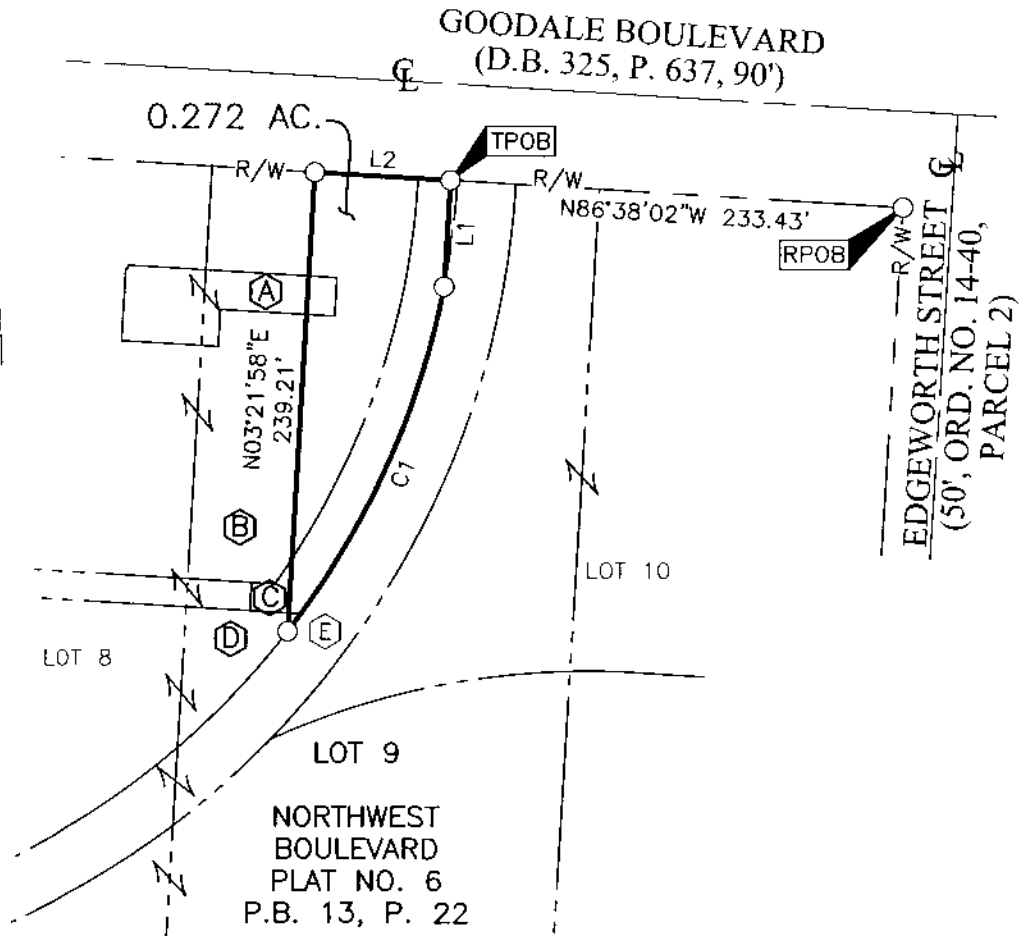 GOODALE BOULEVARD
(D.B. 325, P. 637, 90')
℄
0.272 AC.
TPOB
R/W
L2
R/W
℄
N86°38'02"W 233.43'
L1
RPOB
R/W
EDGEWORTH STREET
(50', ORD. NO. 14-40,
PARCEL 2)
A
N03°21'58"E
239.21'
C1
B
LOT 10
C
D
E
LOT 8
LOT 9
NORTHWEST
BOULEVARD
PLAT NO. 6
P.B. 13, P. 22